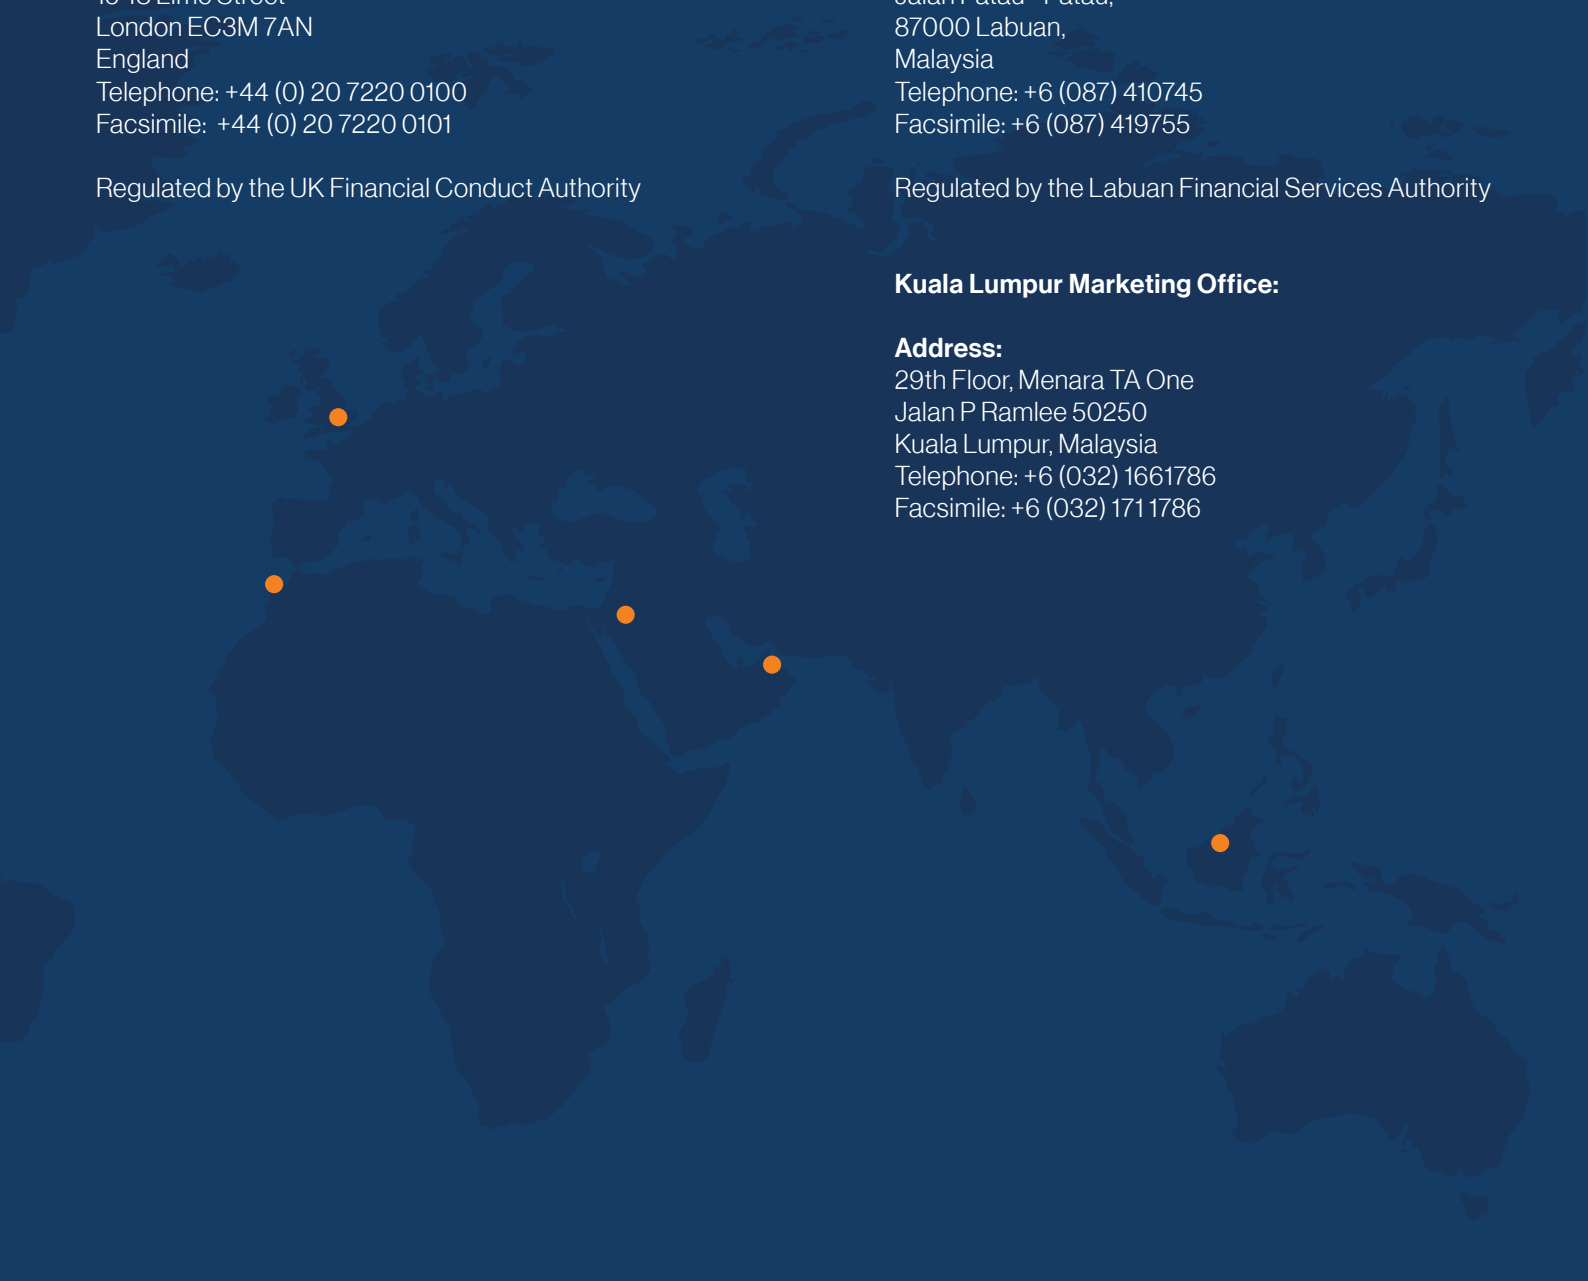 London EC3M 7AN
England
Telephone: +44 (0) 20 7220 0100
Facsimile: +44 (0) 20 7220 0101
Regulated by the UK Financial Conduct Authority
87000 Labuan,
Malaysia
Telephone: +6 (087) 410745
Facsimile: +6 (087) 419755
Regulated by the Labuan Financial Services Authority
Kuala Lumpur Marketing Office:
Address:
29th Floor, Menara TA One
Jalan P Ramlee 50250
Kuala Lumpur, Malaysia
Telephone: +6 (032) 1661786
Facsimile: +6 (032) 1711786